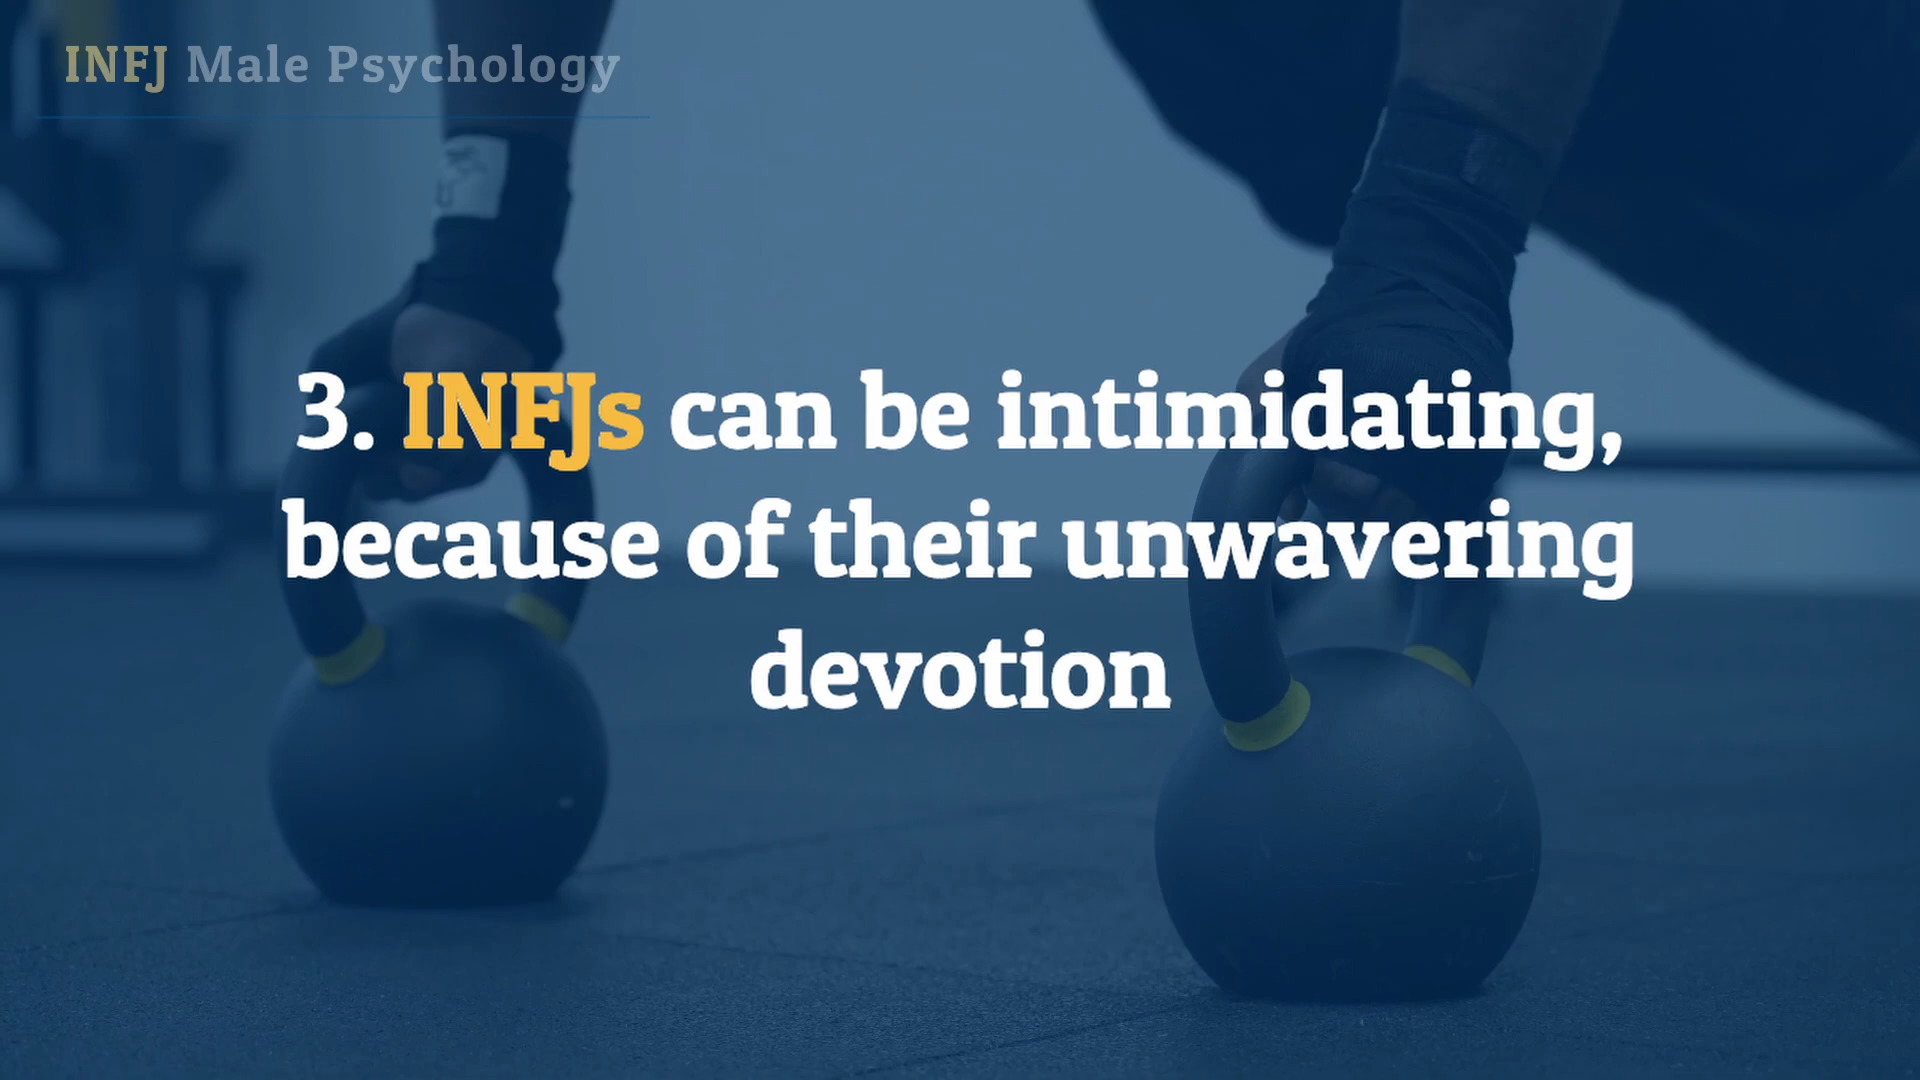 INFJ Male Psychology
3. INFJs can be intimidating,
because of their unwavering
devotion